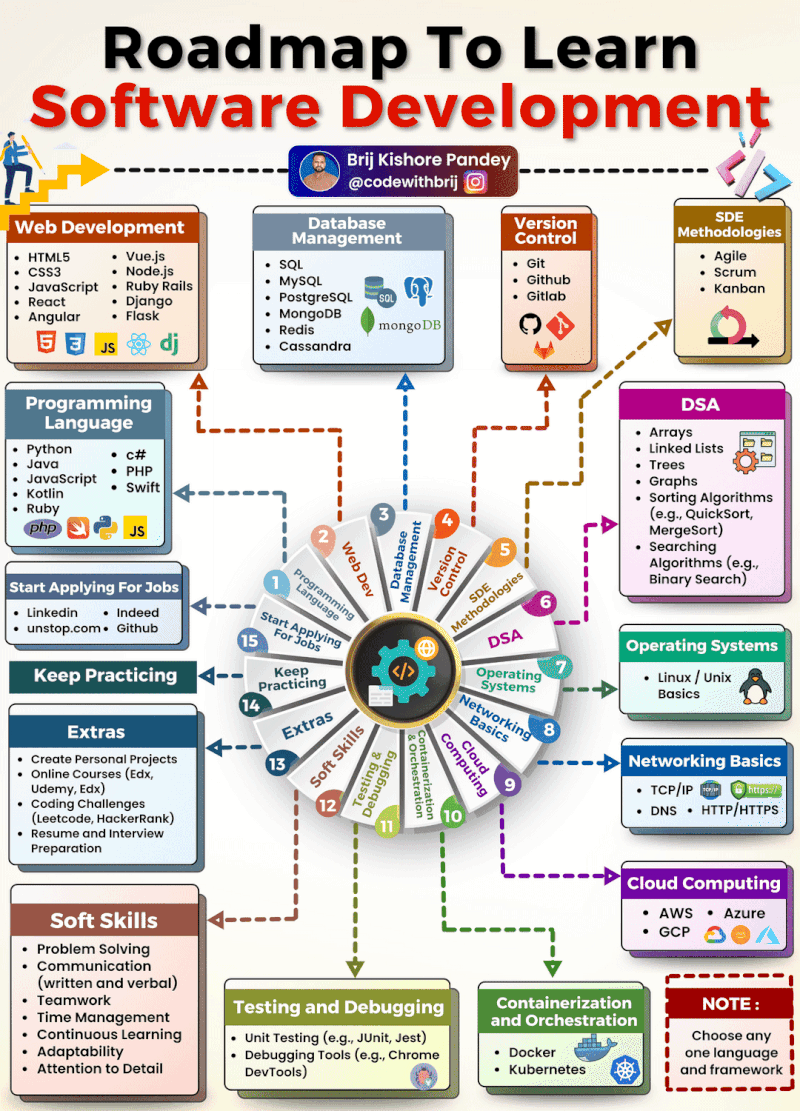 Roadmap To Learn
Software Development
Brij Kishore Pandey
@codewithbrij
Web Development
• HTML5
• CSS3
• JavaScript
• React
• Angular
• Vue.js
• Node.js
• Ruby Rails
• Django
• Flask
5
3
JS
dj
Database
Management
• SQL
• MySQL
• PostgreSQL
• MongoDB
• Redis
• Cassandra
SQL
mongoDB
Version
Control
• Git
• Github
• Gitlab
SDE
Methodologies
• Agile
• Scrum
• Kanban
Programming
Language
• Python
• Java
• JavaScript
• Kotlin
• Ruby
• c#
• PHP
• Swift
php
JS
DSA
• Arrays
• Linked Lists
• Trees
• Graphs
• Sorting Algorithms
(e.g., QuickSort,
MergeSort)
• Searching
Algorithms (e.g.,
Binary Search)
Start Applying For Jobs
• Linkedin
• unstop.com
• Indeed
• Github
Keep Practicing
Extras
• Create Personal Projects
• Online Courses (Edx,
Udemy, Edx)
• Coding Challenges
(Leetcode, HackerRank)
• Resume and Interview
Preparation
Soft Skills
• Problem Solving
• Communication
(written and verbal)
• Teamwork
• Time Management
• Continuous Learning
• Adaptability
• Attention to Detail
1
Programming
Language
2
Web Dev
3
Database
Management
4
Version
Control
5
SDE
Methodologies
6
DSA
7
Operating
Systems
8
Networking
Basics
9
Cloud
Computing
10
Containerization
& Orchestration
11
Testing &
Debugging
12
Soft Skills
13
Extras
14
Keep
Practicing
15
Start Applying
For Jobs
</>
Operating Systems
• Linux / Unix
Basics
Networking Basics
• TCP/IP
• DNS
• HTTP/HTTPS
TCP/IP
https:/
Cloud Computing
• AWS
• GCP
• Azure
Testing and Debugging
• Unit Testing (e.g., JUnit, Jest)
• Debugging Tools (e.g., Chrome
DevTools)
Containerization
and Orchestration
• Docker
• Kubernetes
NOTE :
Choose any
one language
and framework